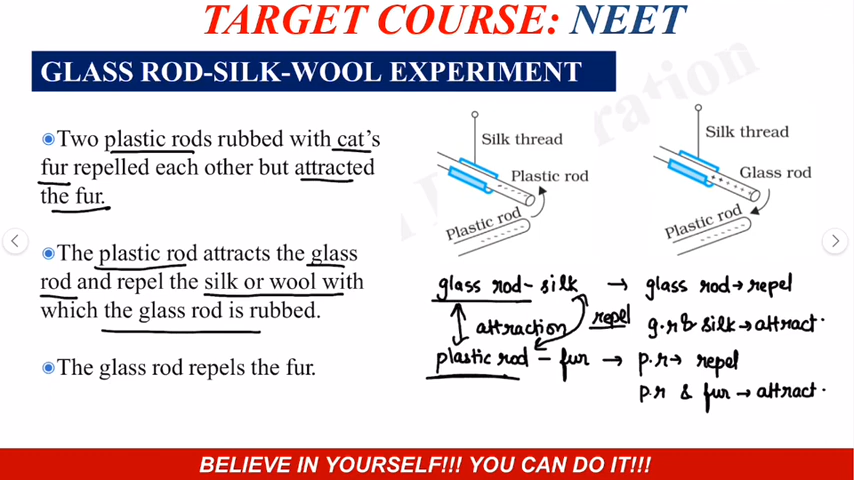 TARGET COURSE: NEET
GLASS ROD-SILK-WOOL EXPERIMENT
Two plastic rods rubbed with cat's
fur repelled each other but attracted
the fur.
The plastic rod attracts the glass
rod and repel the silk or wool with
which the glass rod is rubbed.
The glass rod repels the fur.
Silk thread
Plastic rod
Plastic rod
Silk thread
Glass rod
Plastic rod
glass rod - silk → glass rod → repel
attraction repel g.r & silk → attract.
plastic rod - fur → p.r → repel
p.r & fur → attract.
BELIEVE IN YOURSELF!!! YOU CAN DO IT!!!